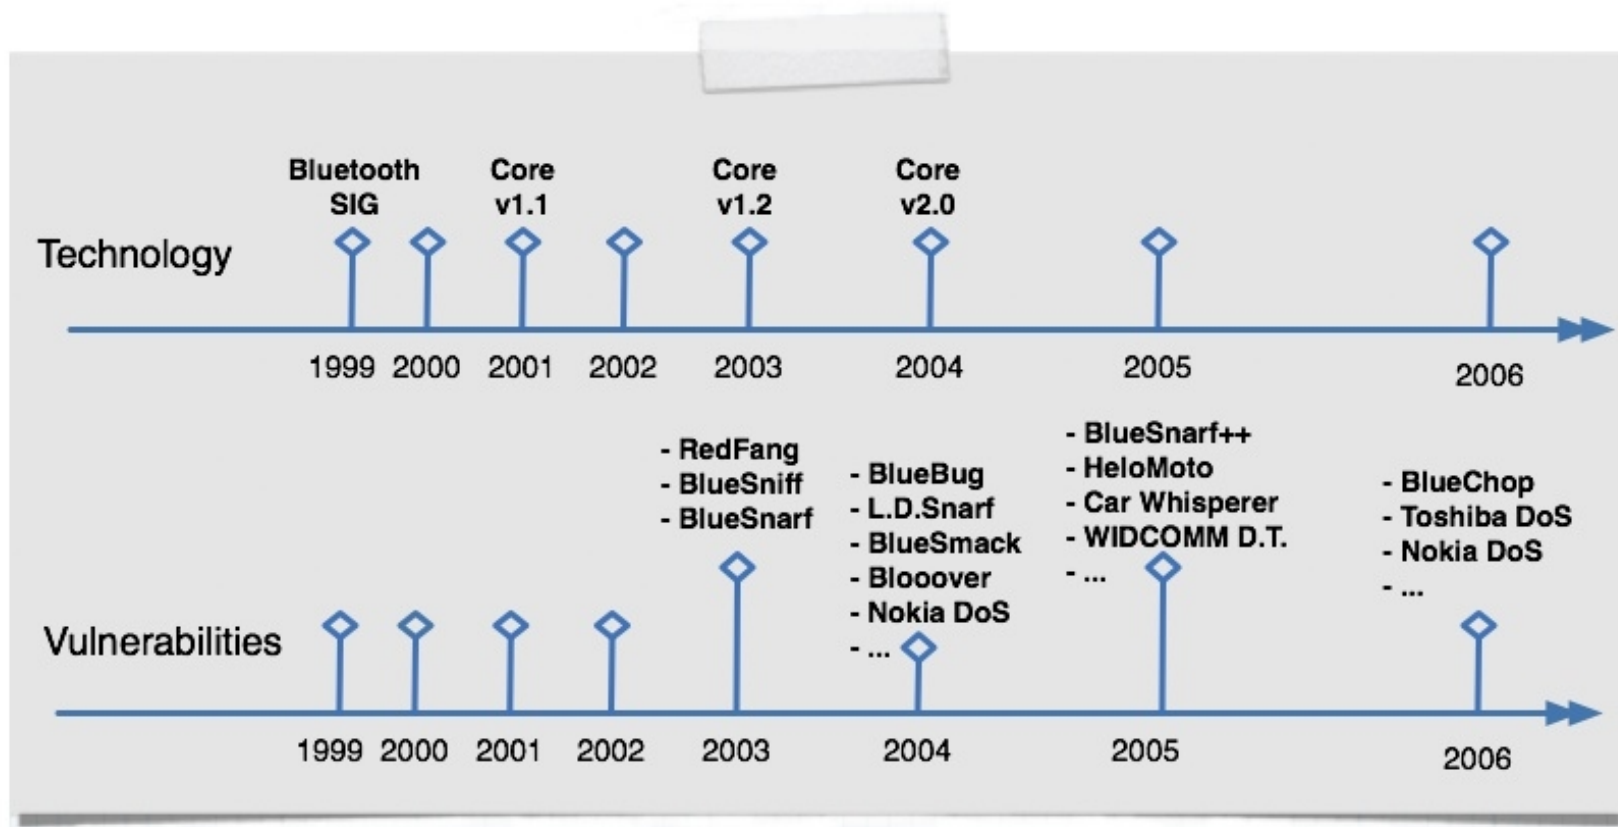 Bluetooth
SIG
Core
v1.1
Core
v1.2
Core
v2.0
Technology
1999 2000 2001 2002 2003 2004 2005 2006
- RedFang
- BlueSniff
- BlueSnarf
- BlueBug
- L.D.Snarf
- BlueSmack
- Blooover
- Nokia DoS
- ...
- BlueSnarf++
- HeloMoto
- Car Whisperer
- WIDCOMM D.T.
- ...
- BlueChop
- Toshiba DoS
- Nokia DoS
- ...
Vulnerabilities
1999 2000 2001 2002 2003 2004 2005 2006